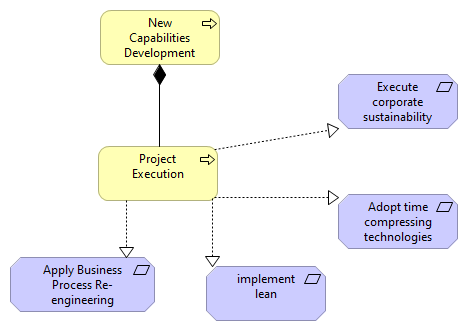 New
Capabilities
Development
Execute
corporate
sustainability
Project
Execution
Adopt time
compressing
technologies
Apply Business
Process Re-
engineering
implement
lean